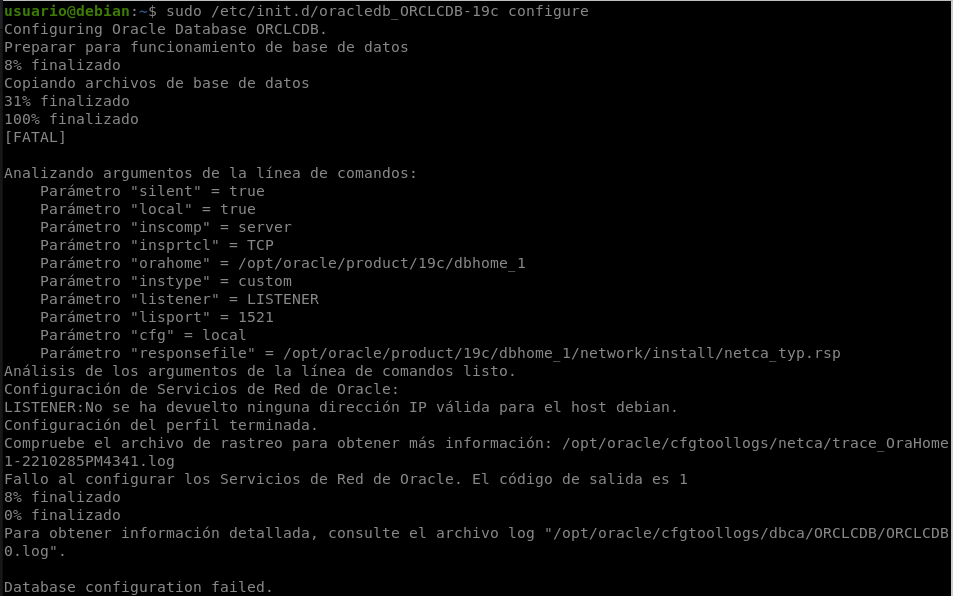 usuario@debian:~$ sudo /etc/init.d/oracledb_ORCLCDB-19c configure
Configuring Oracle Database ORCLCDB.
Preparar para funcionamiento de base de datos
8% finalizado
Copiando archivos de base de datos
31% finalizado
100% finalizado
[FATAL]
Analizando argumentos de la línea de comandos:
Parámetro "silent" = true
Parámetro "local" = true
Parámetro "inscomp" = server
Parámetro "insprtcl" = TCP
Parámetro "orahome" = /opt/oracle/product/19c/dbhome_1
Parámetro "instype" = custom
Parámetro "listener" = LISTENER
Parámetro "lisport" = 1521
Parámetro "cfg" = local
Parámetro "responsefile" = /opt/oracle/product/19c/dbhome_1/network/install/netca_typ.rsp
Análisis de los argumentos de la línea de comandos listo.
Configuración de Servicios de Red de Oracle:
LISTENER:No se ha devuelto ninguna dirección IP válida para el host debian.
Configuración del perfil terminada.
Compruebe el archivo de rastreo para obtener más información: /opt/oracle/cfgtoollogs/netca/trace_OraHome
1-2210285PM4341.log
Fallo al configurar los Servicios de Red de Oracle. El código de salida es 1
8% finalizado
0% finalizado
Para obtener información detallada, consulte el archivo log "/opt/oracle/cfgtoollogs/dbca/ORCLCDB/ORCLCDB
0.log".
Database configuration failed.